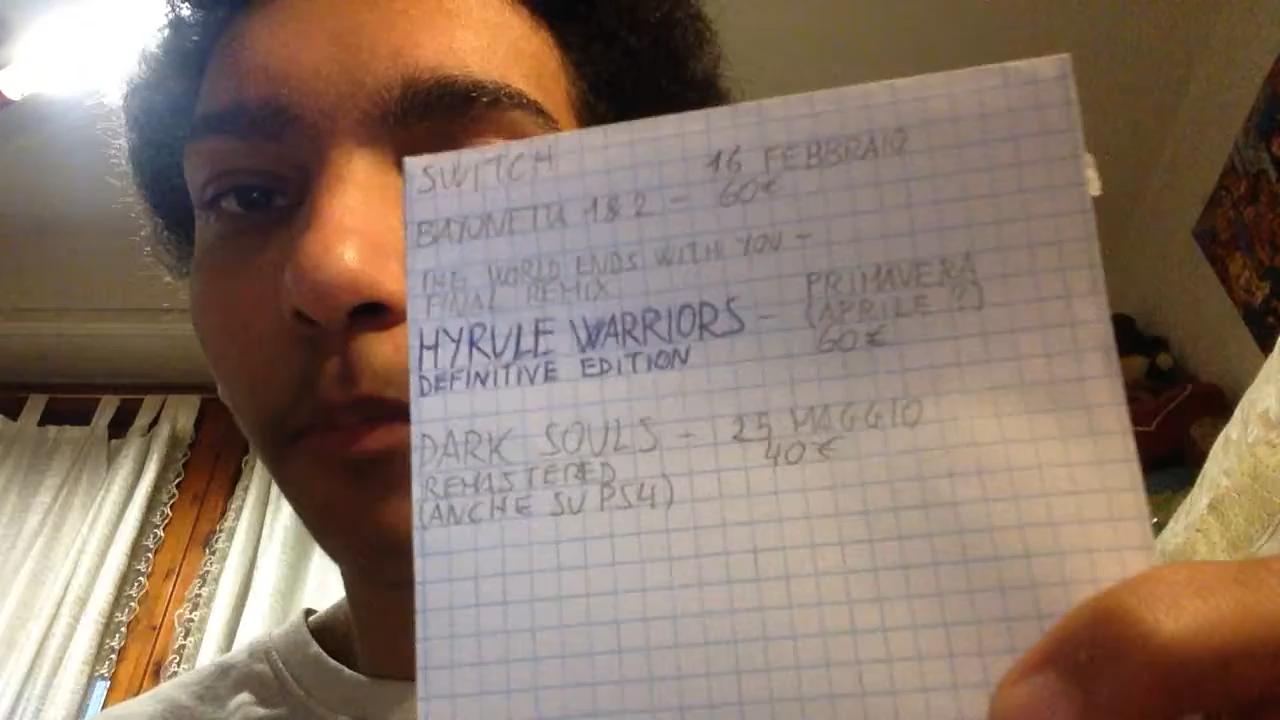 SWITCH 16 FEBBRAIO
BAYONETTA 1 & 2 - 60€
THE WORLD ENDS WITH YOU -
FINAL REMIX
HYRULE WARRIORS - PRIMAVERA
(APRILE ?)
DEFINITIVE EDITION 60€
DARK SOULS - 25 MAGGIO
REMASTERED 40€
(ANCHE SU PS4)